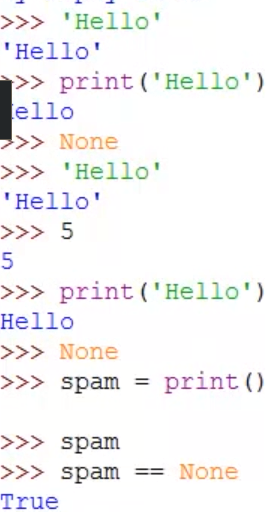 >>> 'Hello'
'Hello'
>>> print('Hello')
Hello
>>> None
>>> 'Hello'
'Hello'
>>> 5
5
>>> print('Hello')
Hello
>>> None
>>> spam = print()
>>> spam
>>> spam == None
True